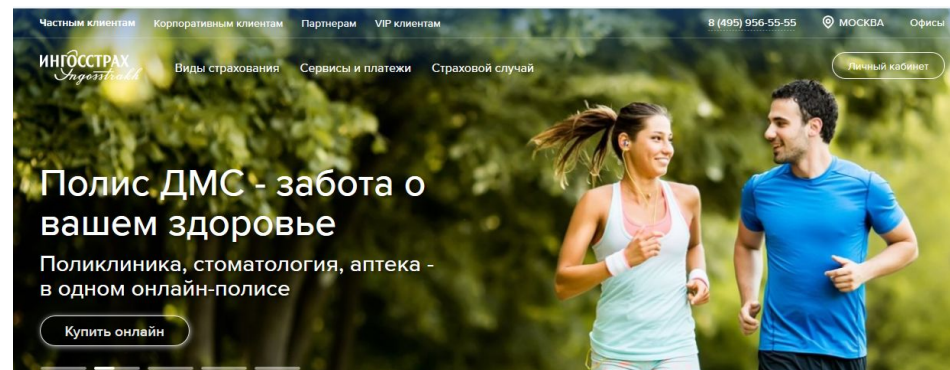 Частным клиентам Корпоративным клиентам Партнерам VIP клиентам 8 (495) 956-55-55 МОСКВА Офисы
ИНГОССТРАХ
Ingosstrakh
Виды страхования Сервисы и платежи Страховой случай Личный кабинет
Полис ДМС - забота о
вашем здоровье
Поликлиника, стоматология, аптека -
в одном онлайн-полисе
Купить онлайн